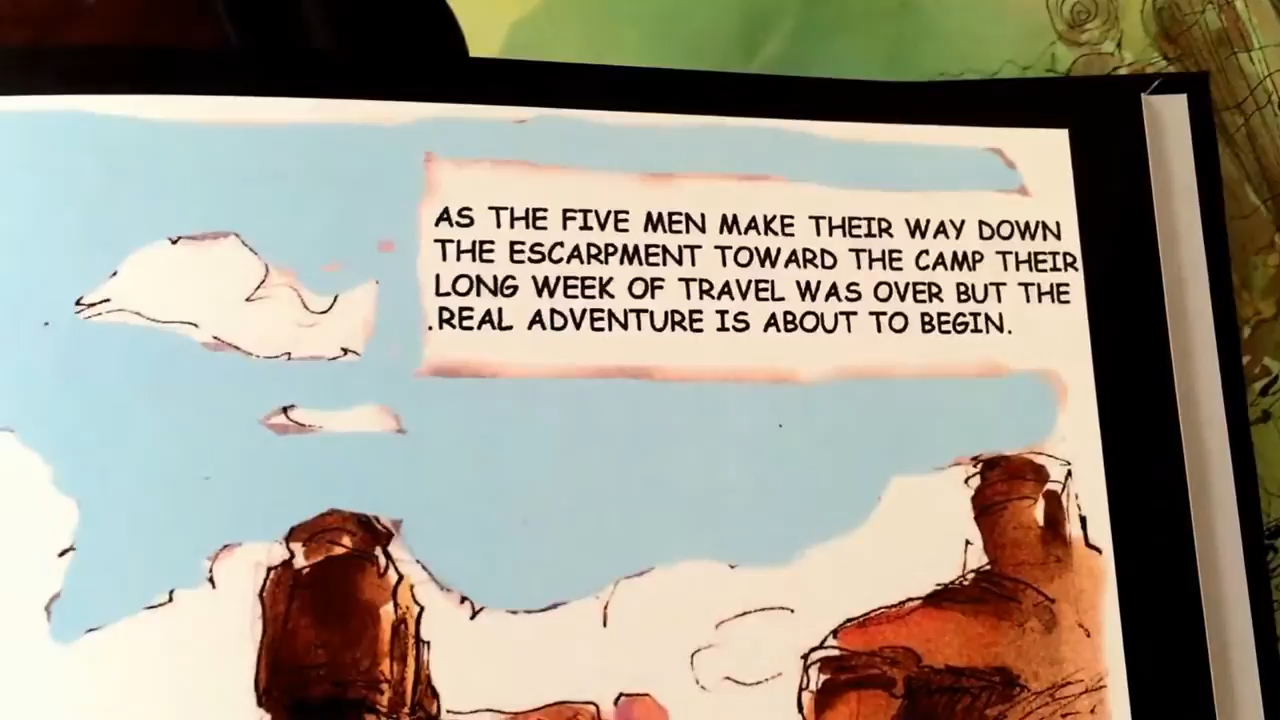 AS THE FIVE MEN MAKE THEIR WAY DOWN
THE ESCARPMENT TOWARD THE CAMP THEIR
LONG WEEK OF TRAVEL WAS OVER BUT THE
.REAL ADVENTURE IS ABOUT TO BEGIN.